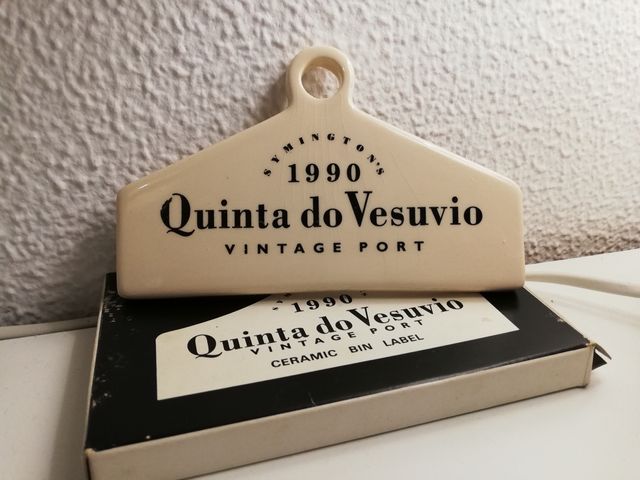 SYMINGTON'S
1990
Quinta do Vesuvio
VINTAGE PORT
1990
Quinta do Vesuvio
VINTAGE PORT
CERAMIC BIN LABEL